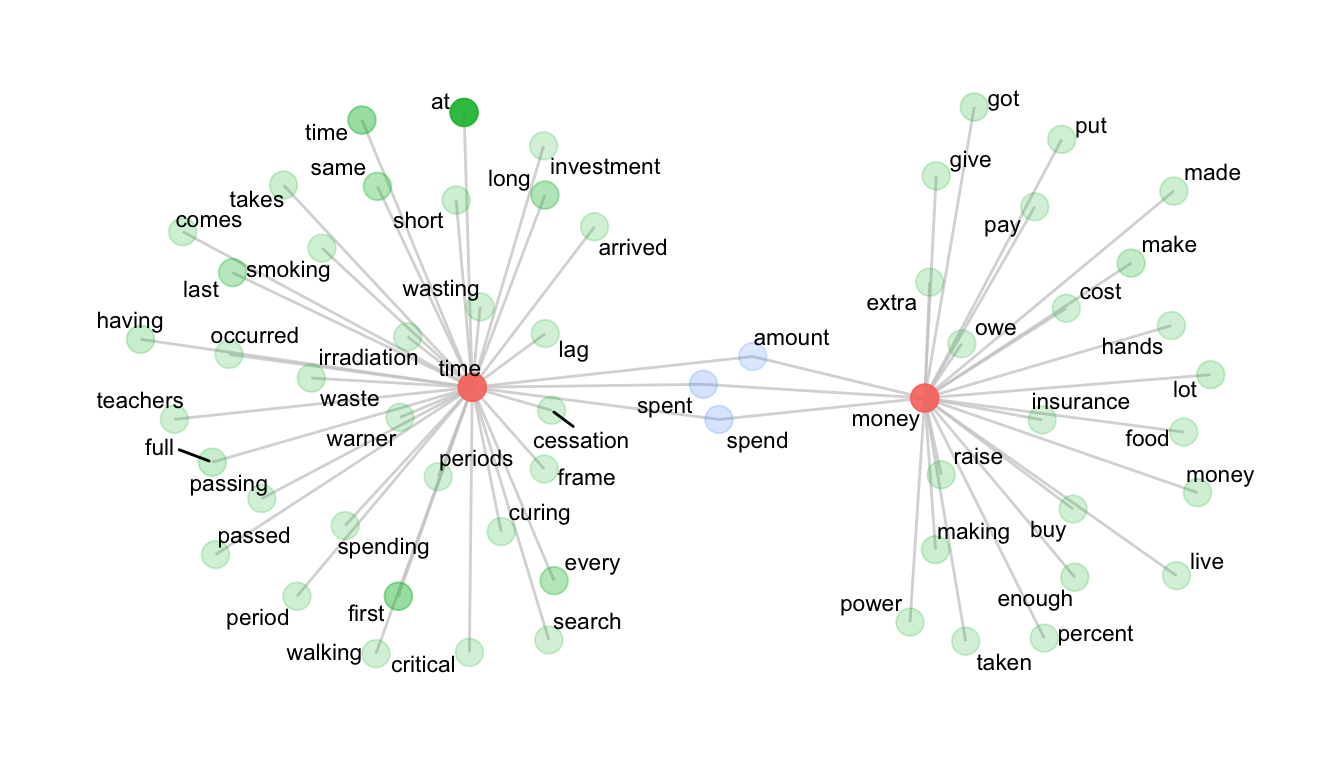 at
time
same
long
investment
takes
short
comes
arrived
smoking
last
wasting
having
occurred
irradiation
time
lag
waste
teachers
warner
cessation
full
periods
frame
passing
curing
passed
spending
every
period
first
search
walking
critical
amount
spent
spend
got
put
give
made
pay
make
extra
cost
owe
hands
lot
insurance
money
food
raise
money
making
buy
live
power
enough
percent
taken